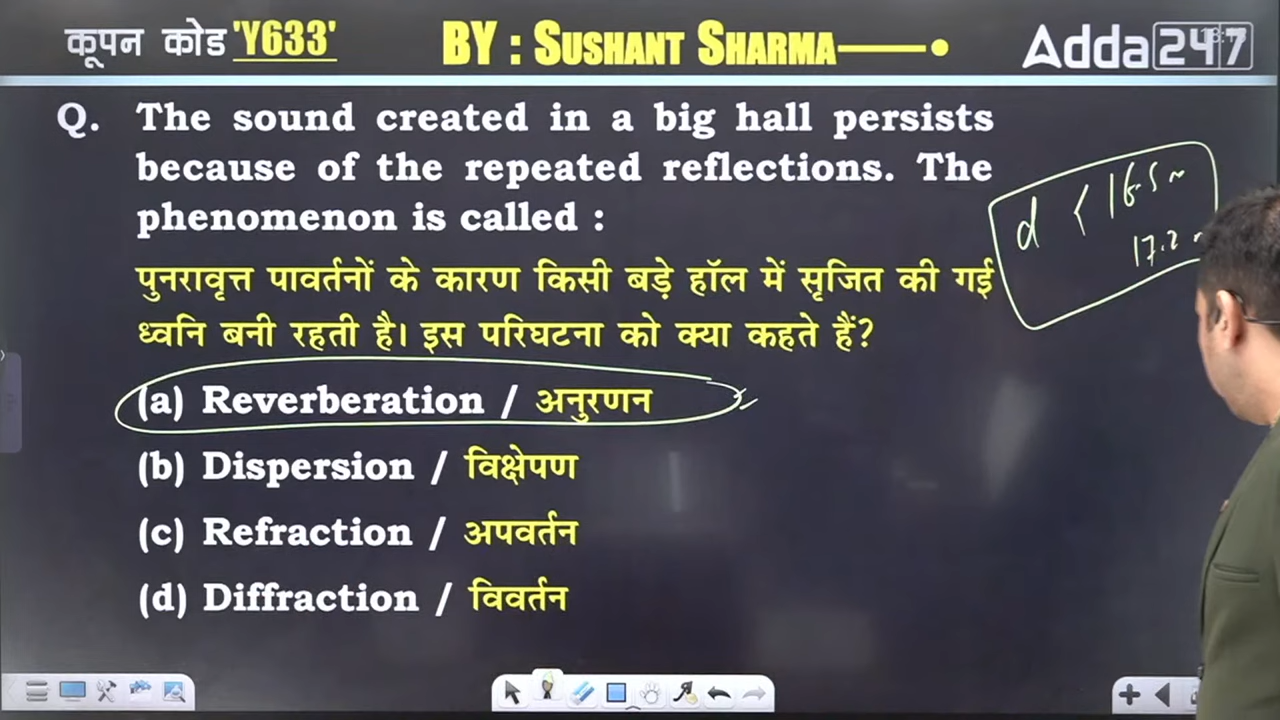 कूपन कोड 'Y633'
BY : SUSHANT SHARMA
Adda247
Q. The sound created in a big hall persists
because of the repeated reflections. The
phenomenon is called :
पुनरावृत्त पावर्तनों के कारण किसी बड़े हॉल में सृजित की गई
ध्वनि बनी रहती है। इस परिघटना को क्या कहते हैं?
(a) Reverberation / अनुरणन
(b) Dispersion / विक्षेपण
(c) Refraction / अपवर्तन
(d) Diffraction / विवर्तन
d < 16.5 m
17.2 m